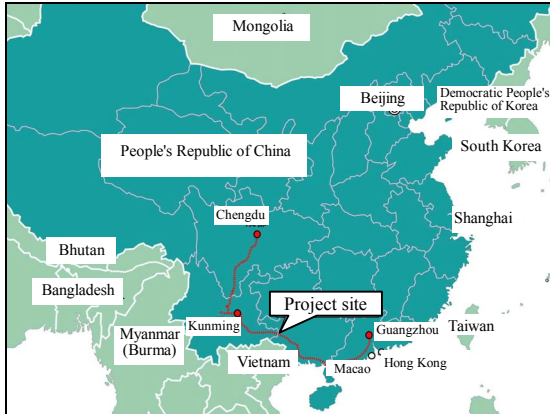 Mongolia
Beijing
Democratic People's
Republic of Korea
South Korea
People's Republic of China
Chengdu
Shanghai
Bhutan
Bangladesh
Project site
Kunming
Guangzhou
Taiwan
Myanmar
(Burma)
Vietnam
Macao
Hong Kong